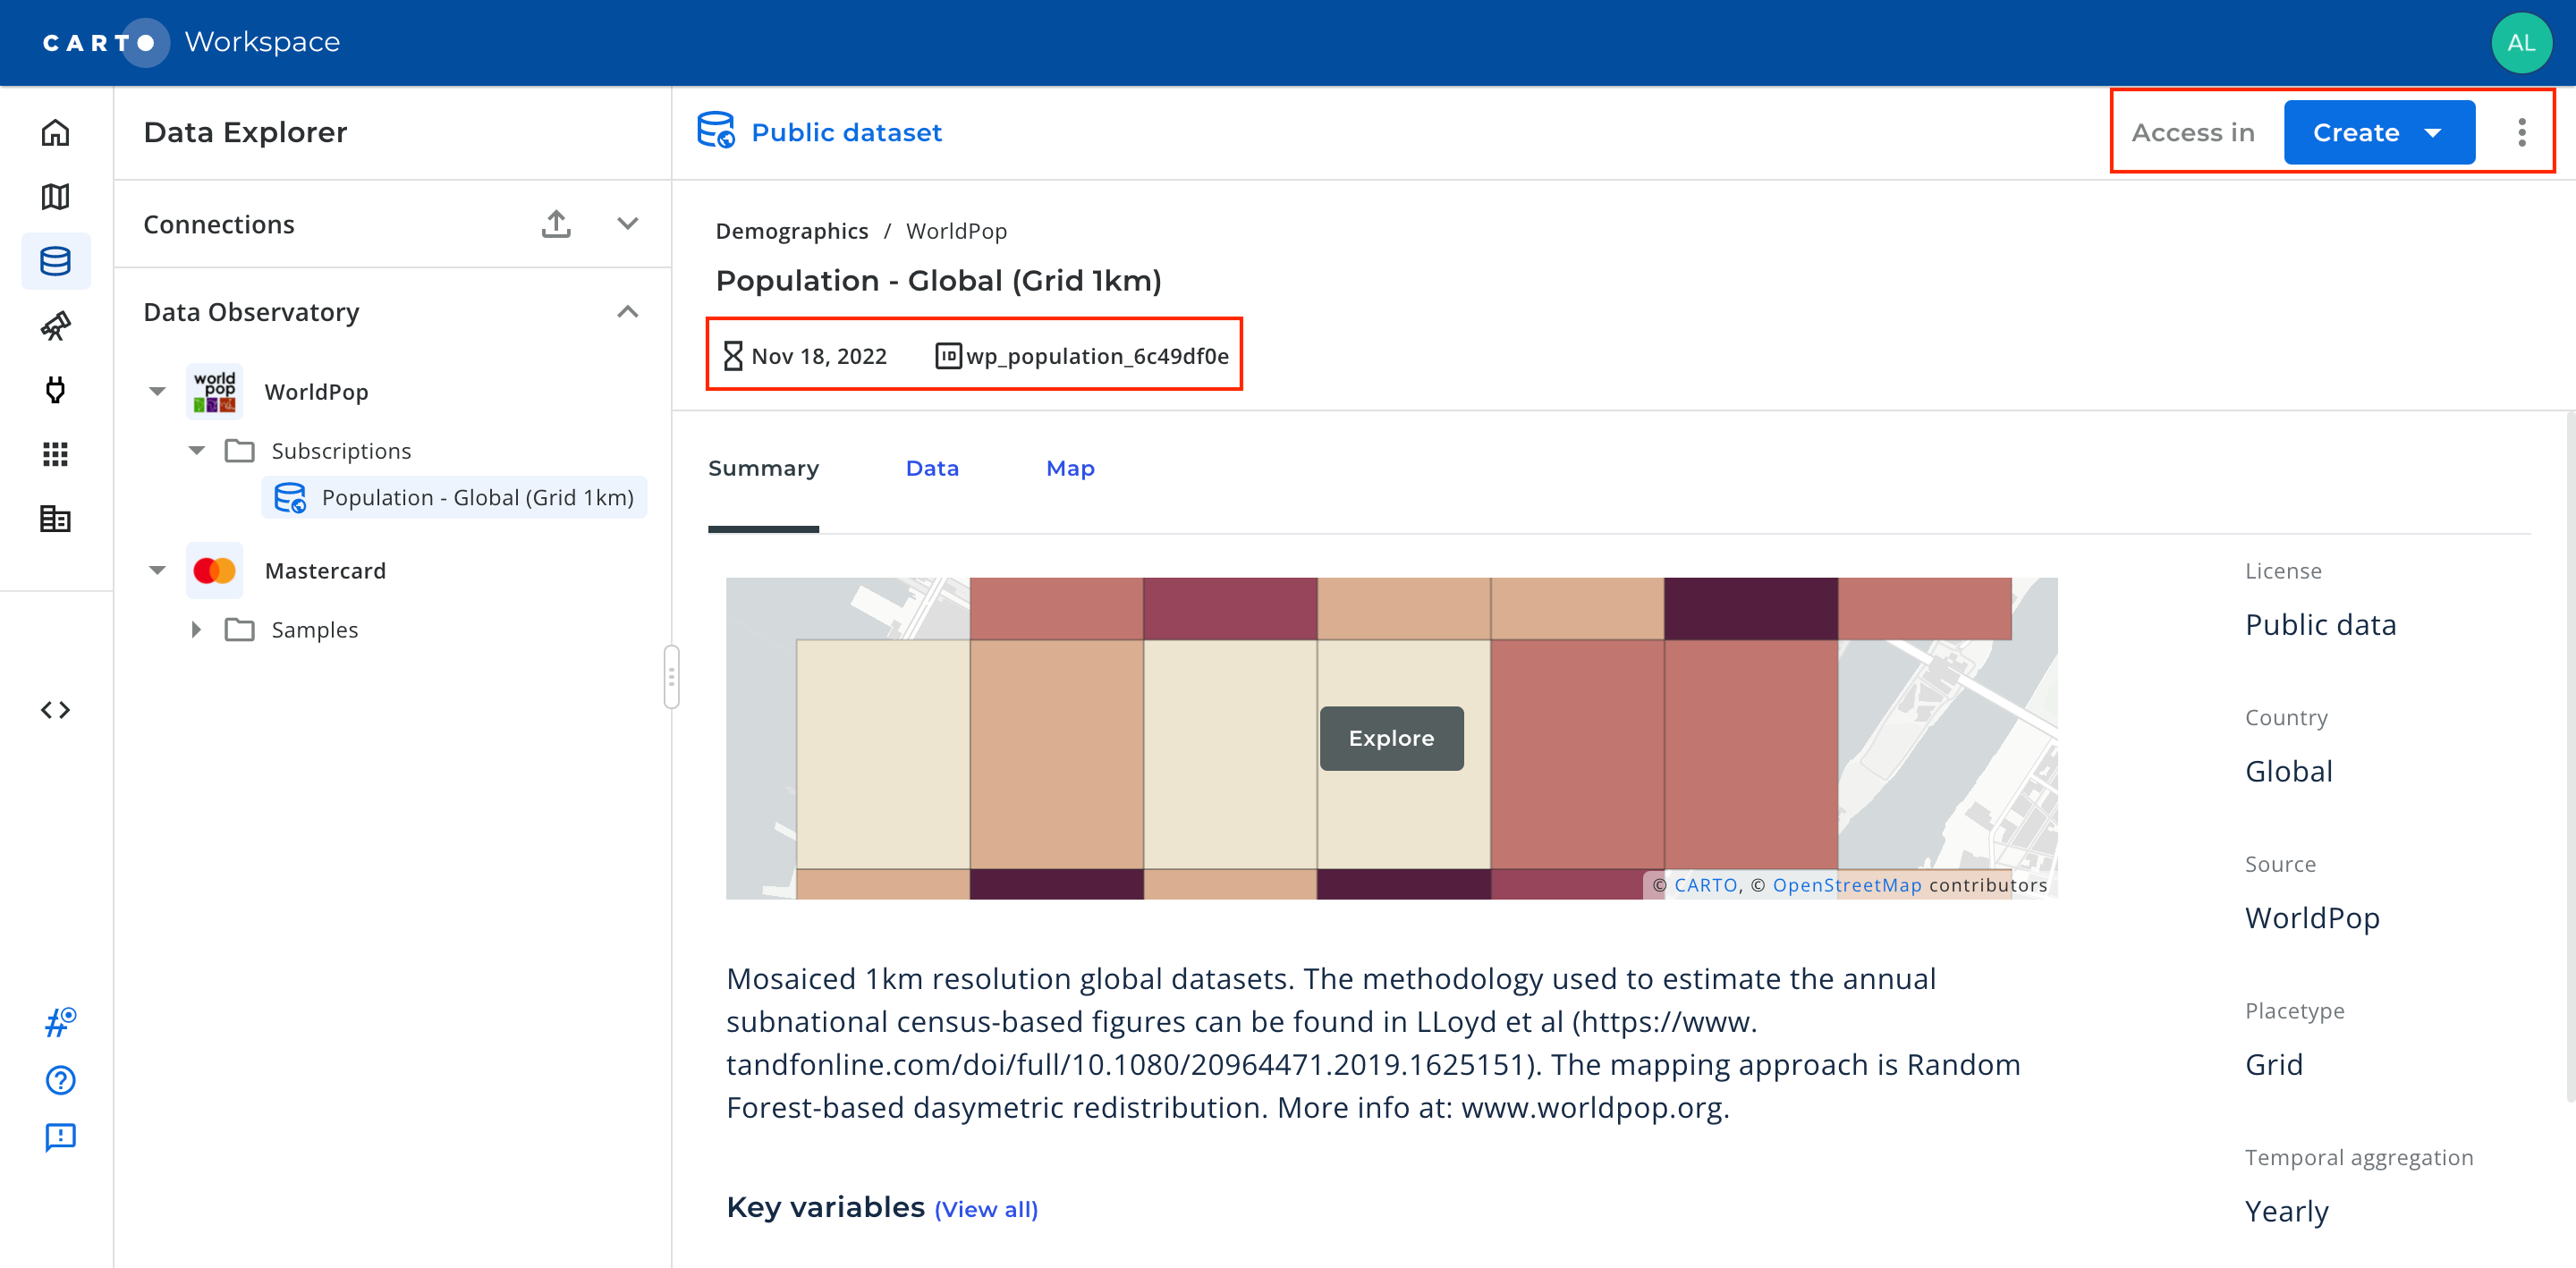 CARTO Workspace
AL
Data Explorer
Public dataset
Access in
Create
Connections
Data Observatory
world pop
WorldPop
Subscriptions
Population - Global (Grid 1km)
Mastercard
Samples
Demographics / WorldPop
Population - Global (Grid 1km)
Nov 18, 2022
ID wp_population_6c49df0e
Summary
Data
Map
Explore
© CARTO, © OpenStreetMap contributors
Mosaiced 1km resolution global datasets. The methodology used to estimate the annual
subnational census-based figures can be found in LLoyd et al (https://www.
tandfonline.com/doi/full/10.1080/20964471.2019.1625151). The mapping approach is Random
Forest-based dasymetric redistribution. More info at: www.worldpop.org.
Key variables (View all)
License
Public data
Country
Global
Source
WorldPop
Placetype
Grid
Temporal aggregation
Yearly